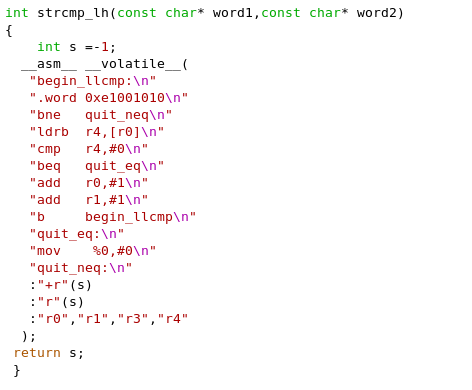 int strcmp_lh(const char* word1,const char* word2)
{
    int s =-1;
  __asm__ __volatile__(
   "begin_llcmp:\n"
   ".word 0xe1001010\n"
   "bne   quit_neq\n"
   "ldrb  r4,[r0]\n"
   "cmp   r4,#0\n"
   "beq   quit_eq\n"
   "add   r0,#1\n"
   "add   r1,#1\n"
   "b     begin_llcmp\n"
   "quit_eq:\n"
   "mov    %0,#0\n"
   "quit_neq:\n"
   :"+r"(s)
   :"r"(s)
   :"r0","r1","r3","r4"
  );
 return s;
 }